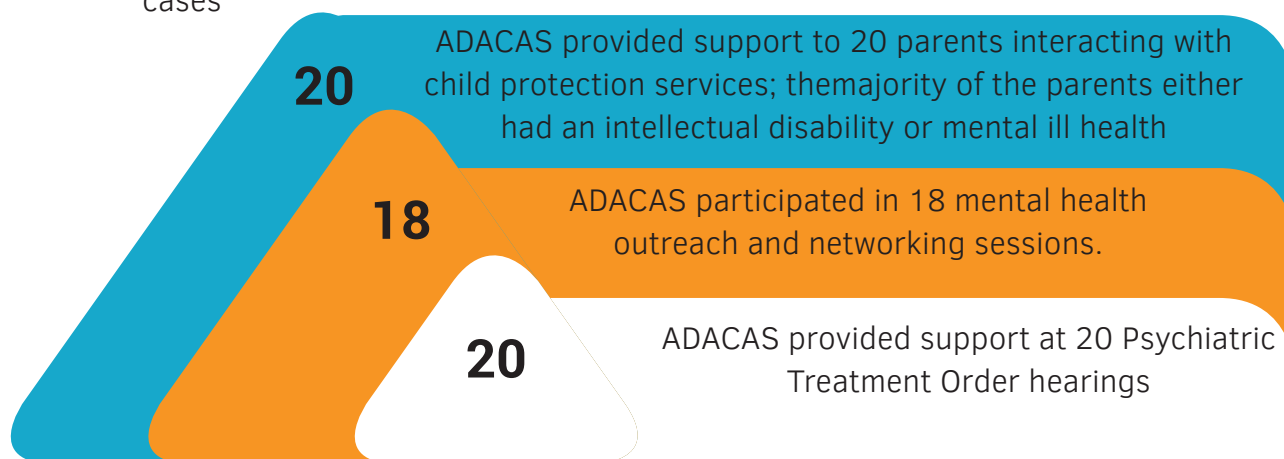 cases
20
ADACAS provided support to 20 parents interacting with
child protection services; themajority of the parents either
had an intellectual disability or mental ill health
18
ADACAS participated in 18 mental health
outreach and networking sessions.
20
ADACAS provided support at 20 Psychiatric
Treatment Order hearings